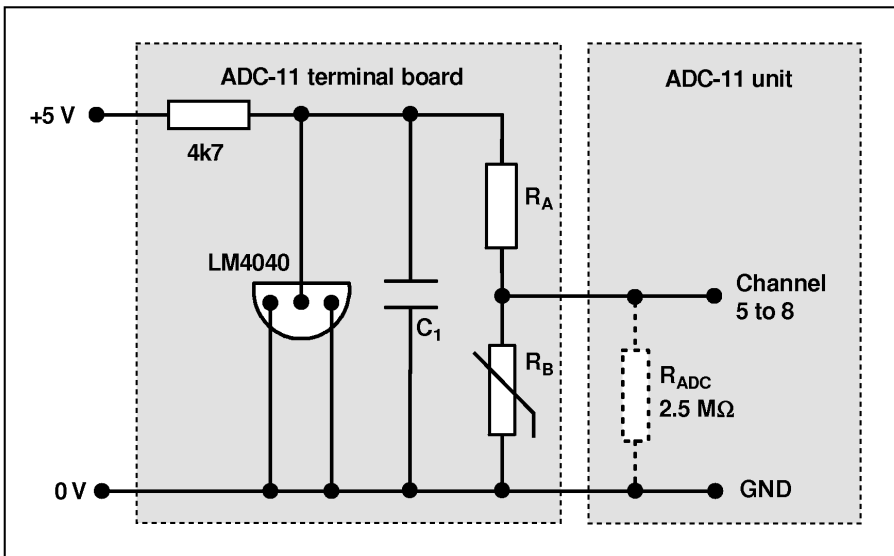 ADC-11 terminal board
ADC-11 unit
+5 V
4k7
RA
LM4040
Channel
5 to 8
C1
RB
RADC
2.5 MΩ
0 V
GND